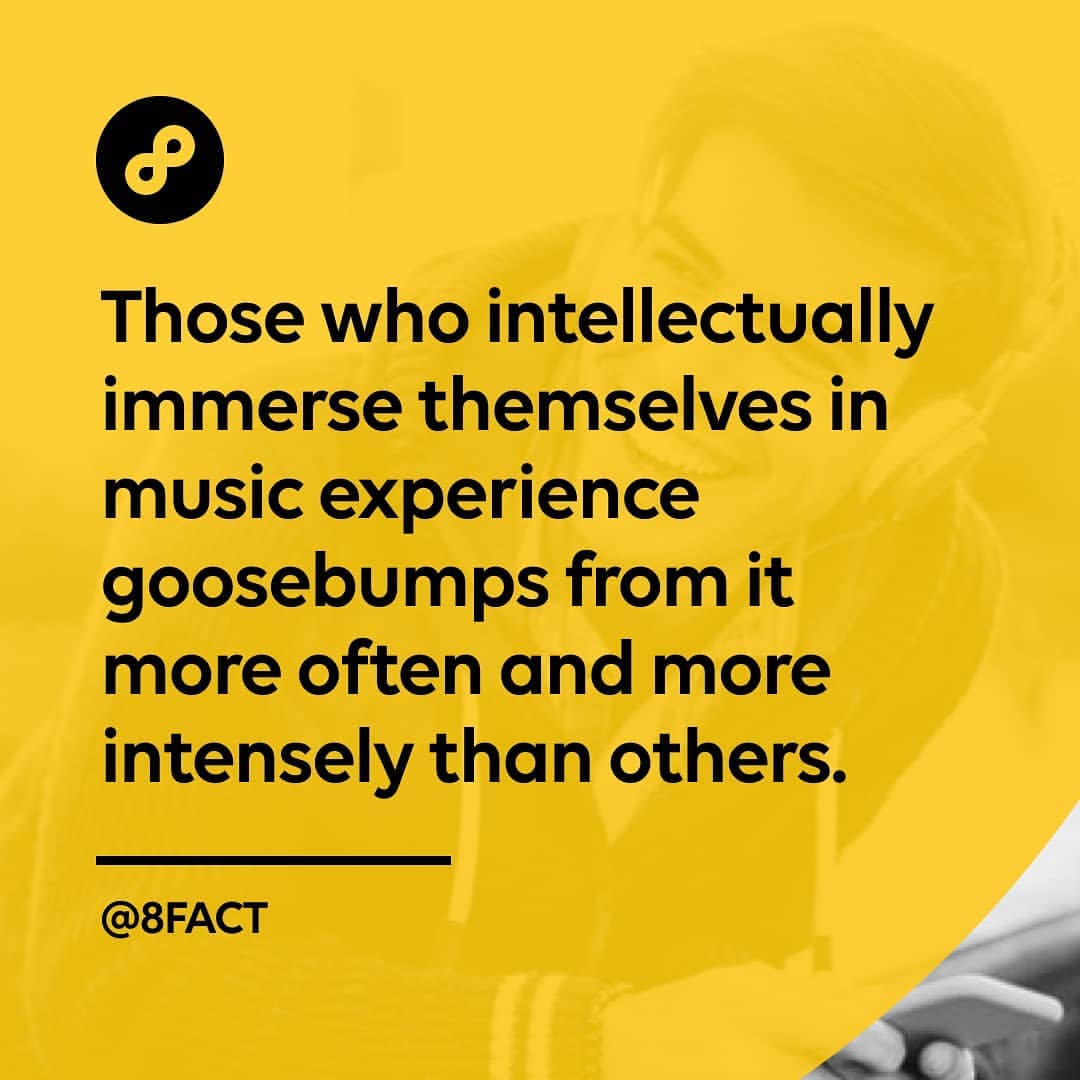 Those who intellectually
immerse themselves in
music experience
goosebumps from it
more often and more
intensely than others.
@8FACT